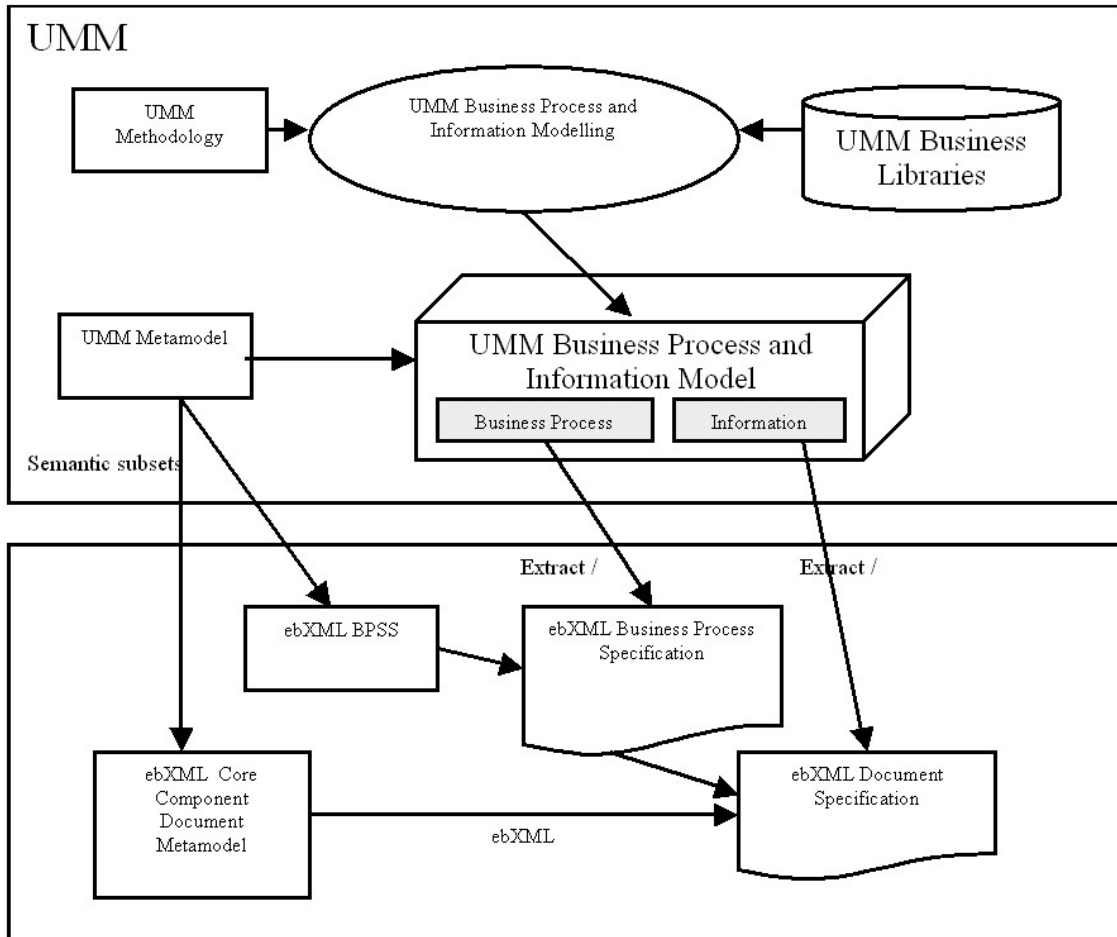 UMM
UMM
Methodology
UMM Business Process and
Information Modelling
UMM Business
Libraries
UMM Metamodel
UMM Business Process and
Information Model
Business Process
Information
Semantic subsets
Extract /
Extract /
ebXML BPSS
ebXML Business Process
Specification
ebXML Core
Component
Document
Metamodel
ebXML Document
Specification
ebXML